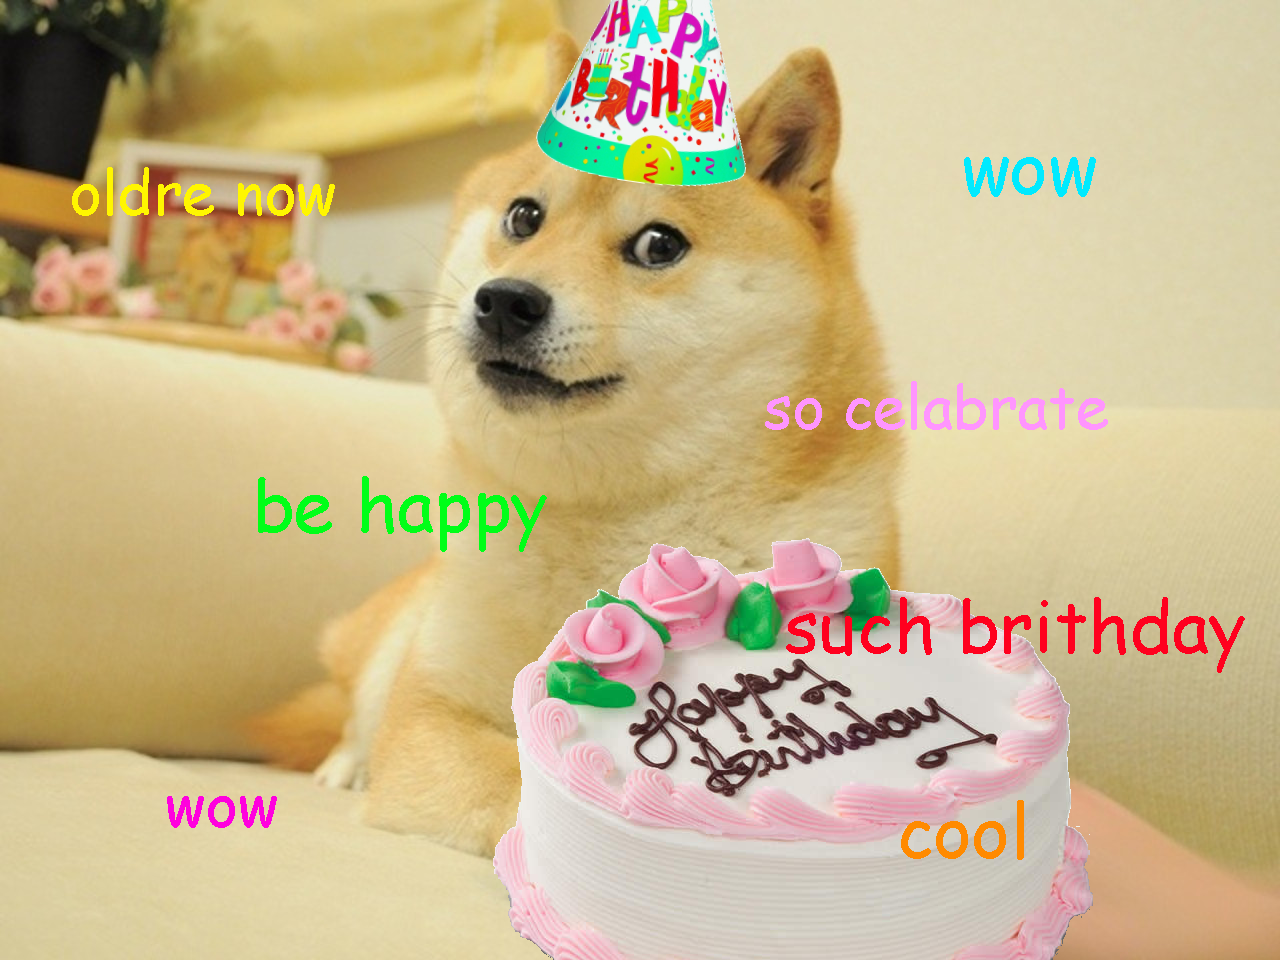 HAPPY
BirtHday
oldre now
wow
so celabrate
be happy
such brithday
Happy
Birthday
wow
cool